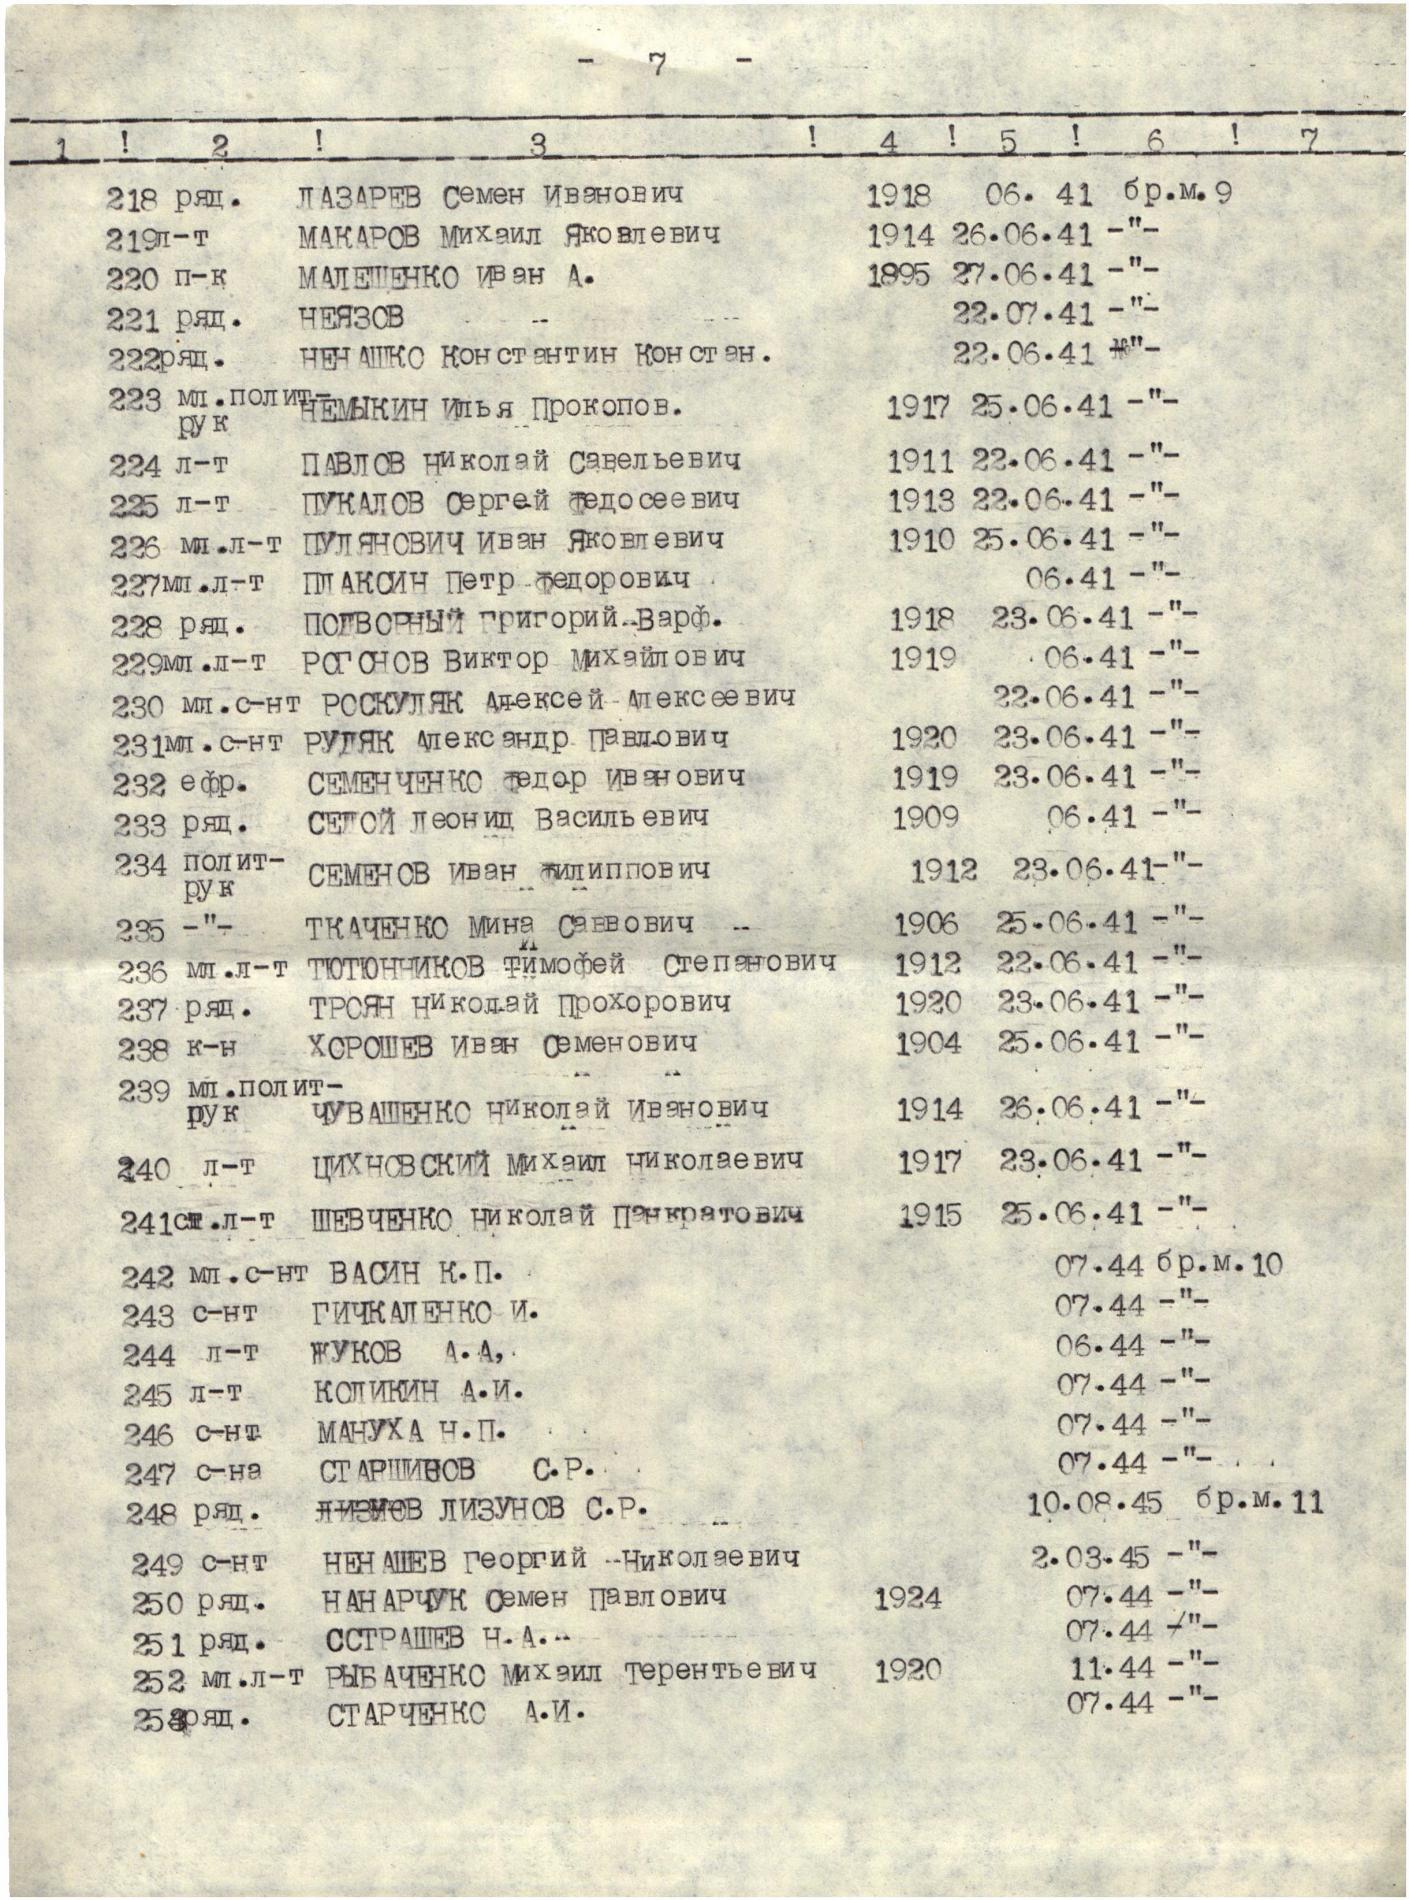 - 7 -
1 ! 2 ! 3 ! 4 ! 5 ! 6 ! 7
218 ряд. ЛАЗАРЕВ Семен Иванович 1918 06. 41 бр.м.9
219л-т МАКАРОВ Михаил Яковлевич 1914 26.06.41 -"-
220 п-к МАЛЕШЕНКО Иван А. 1895 27.06.41 -"-
221 ряд. НЕЯЗОВ 22.07.41 -"-
222ряд. НЕНАШКО Константин Констан. 22.06.41 -"-
223 мл.полит-
рук НЕМЫКИН Илья Прокопов. 1917 25.06.41 -"-
224 л-т ПАВЛОВ Николай Савельевич 1911 22.06.41 -"-
225 л-т ПУКАЛОВ Сергей Федосеевич 1913 22.06.41 -"-
226 мл.л-т ПУЛЯНОВИЧ Иван Яковлевич 1910 25.06.41 -"-
227мл.л-т ПЛАКСИН Петр Федорович 06.41 -"-
228 ряд. ПОДВОРНЫЙ Григорий Варф. 1918 23.06.41 -"-
229мл.л-т РОГОНОВ Виктор Михайлович 1919 06.41 -"-
230 мл.с-нт РОСКУЛЯК Алексей Алексеевич 22.06.41 -"-
231мл.с-нт РУДЯК Александр Павлович 1920 23.06.41 -"-
232 ефр. СЕМЕНЧЕНКО Федор Иванович 1919 23.06.41 -"-
233 ряд. СЕДОЙ Леонид Васильевич 1909 06.41 -"-
234 полит-
рук СЕМЕНОВ Иван Филиппович 1912 23.06.41-"-
235 -"- ТКАЧЕНКО Мина Саввович 1906 25.06.41 -"-
236 мл.л-т ТЮТЮННИКОВ Тимофей Степанович 1912 22.06.41 -"-
237 ряд. ТРОЯН Николай Прохорович 1920 23.06.41 -"-
238 к-н ХОРОШЕВ Иван Семенович 1904 25.06.41 -"-
239 мл.полит-
рук ЧУВАШЕНКО Николай Иванович 1914 26.06.41 -"-
240 л-т ЦИХНОВСКИЙ Михаил Николаевич 1917 23.06.41 -"-
241ст.л-т ШЕВЧЕНКО Николай Панкратович 1915 25.06.41 -"-
242 мл.с-нт ВАСИН К.П. 07.44 бр.м.10
243 с-нт ГИЧКАЛЕНКО И. 07.44 -"-
244 л-т ЖУКОВ А.А, 06.44 -"-
245 л-т КОЛИКИН А.И. 07.44 -"-
246 с-нт МАНУХА Н.П. 07.44 -"-
247 с-на СТАРШИНОВ С.Р. 07.44 -"-
248 ряд. ЛИЗУНОВ С.Р. 10.08.45 бр.м.11
249 с-нт НЕНАШЕВ Георгий Николаевич 2.03.45 -"-
250 ряд. НАНАРЧУК Семен Павлович 1924 07.44 -"-
251 ряд. ОСТРАШЕВ Н.А. 07.44 -"-
252 мл.л-т РЫБАЧЕНКО Михаил Терентьевич 1920 11.44 -"-
253ряд. СТАРЧЕНКО А.И. 07.44 -"-